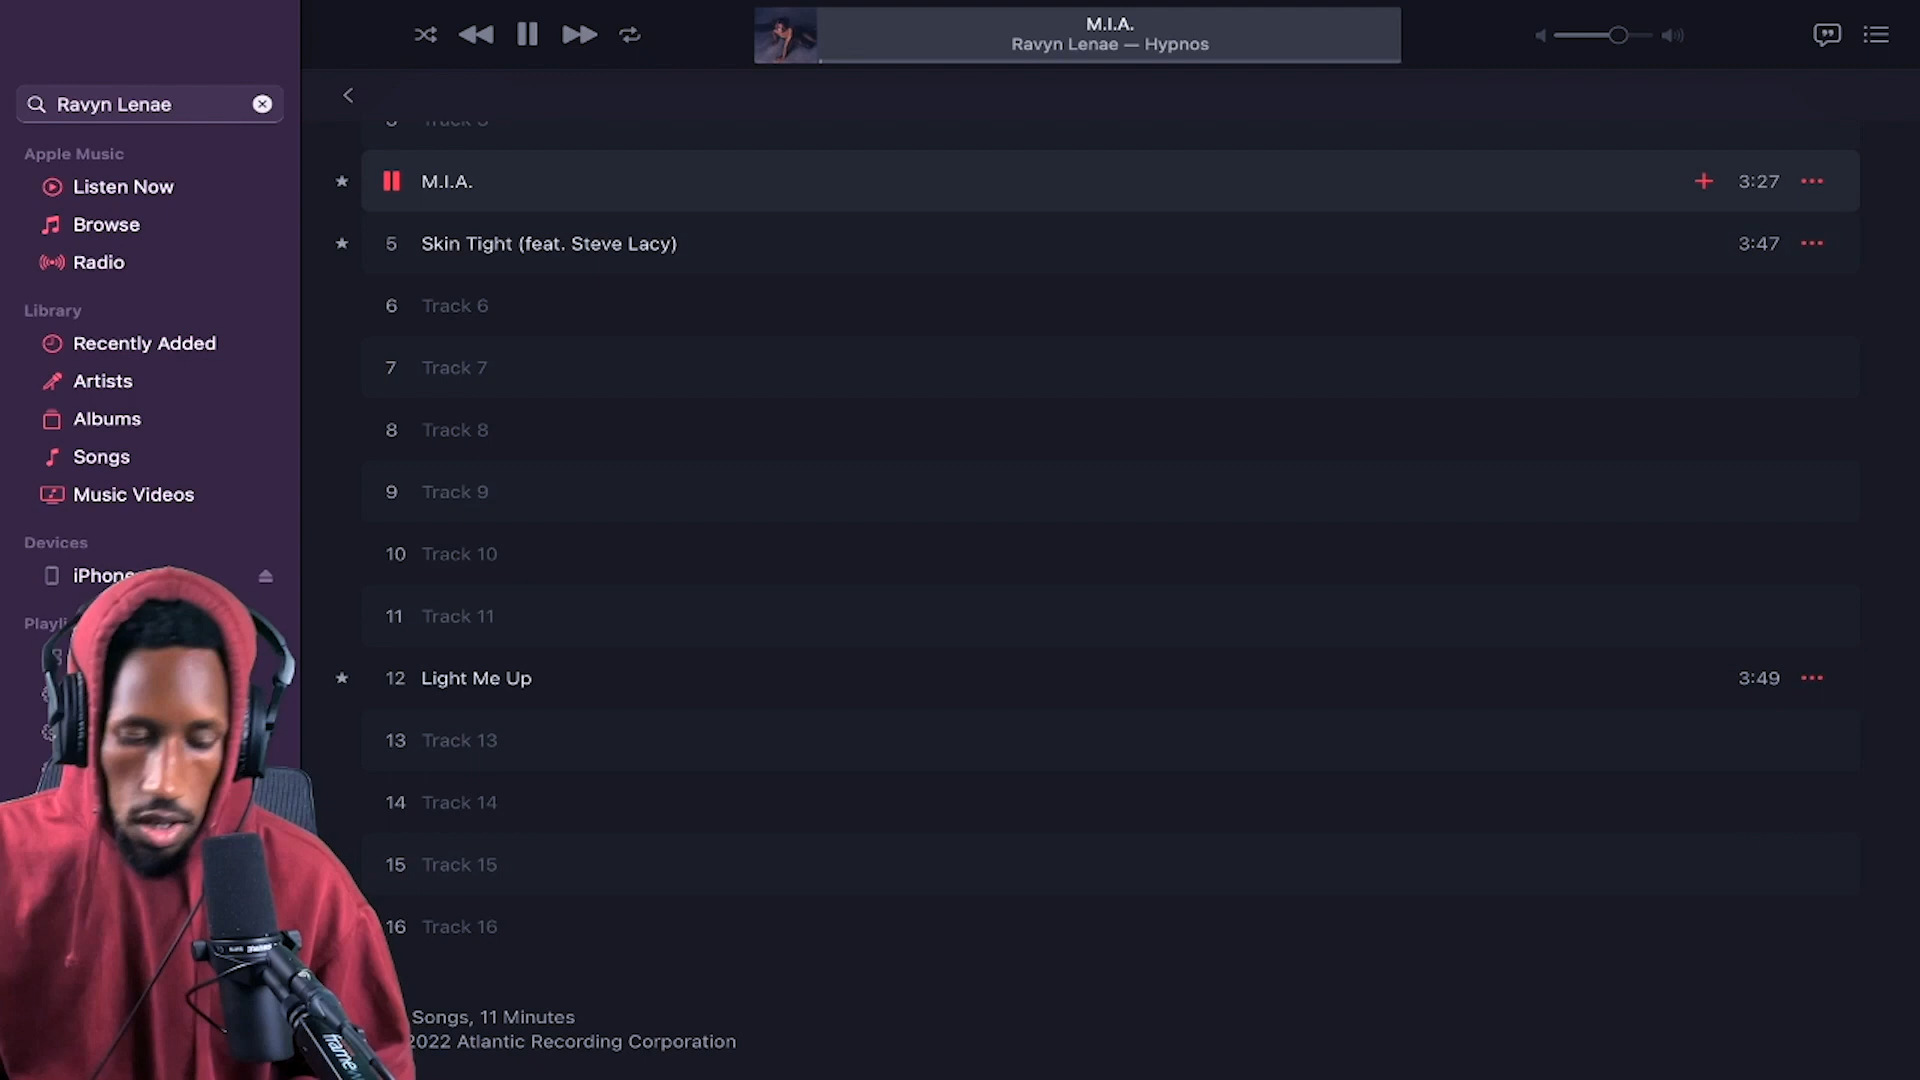 M.I.A.
Ravyn Lenae — Hypnos
Ravyn Lenae
Apple Music
Listen Now
Browse
Radio
Library
Recently Added
Artists
Albums
Songs
Music Videos
Devices
iPhone
Playli
M.I.A. 3:27
5 Skin Tight (feat. Steve Lacy) 3:47
6 Track 6
7 Track 7
8 Track 8
9 Track 9
10 Track 10
11 Track 11
12 Light Me Up 3:49
13 Track 13
14 Track 14
15 Track 15
16 Track 16
Songs, 11 Minutes
2022 Atlantic Recording Corporation